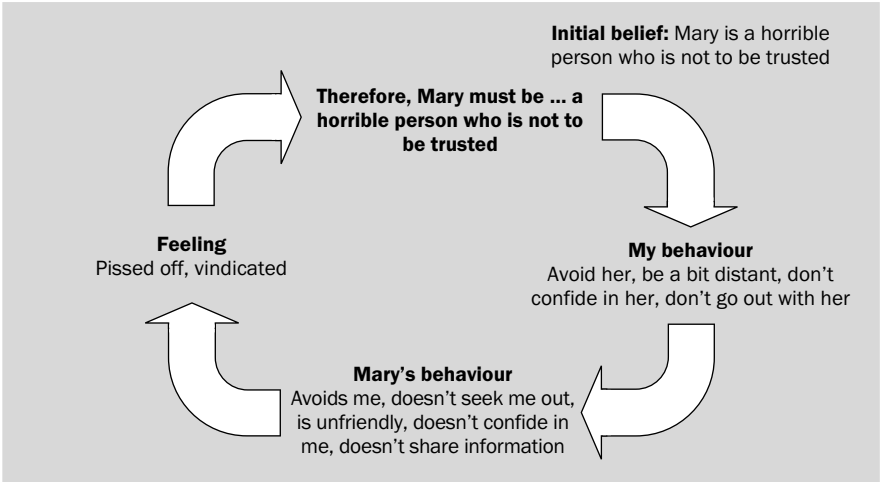 Initial belief: Mary is a horrible
person who is not to be trusted
Therefore, Mary must be ... a
horrible person who is not to
be trusted
My behaviour
Avoid her, be a bit distant, don’t
confide in her, don’t go out with her
Mary’s behaviour
Avoids me, doesn’t seek me out,
is unfriendly, doesn’t confide in
me, doesn’t share information
Feeling
Pissed off, vindicated